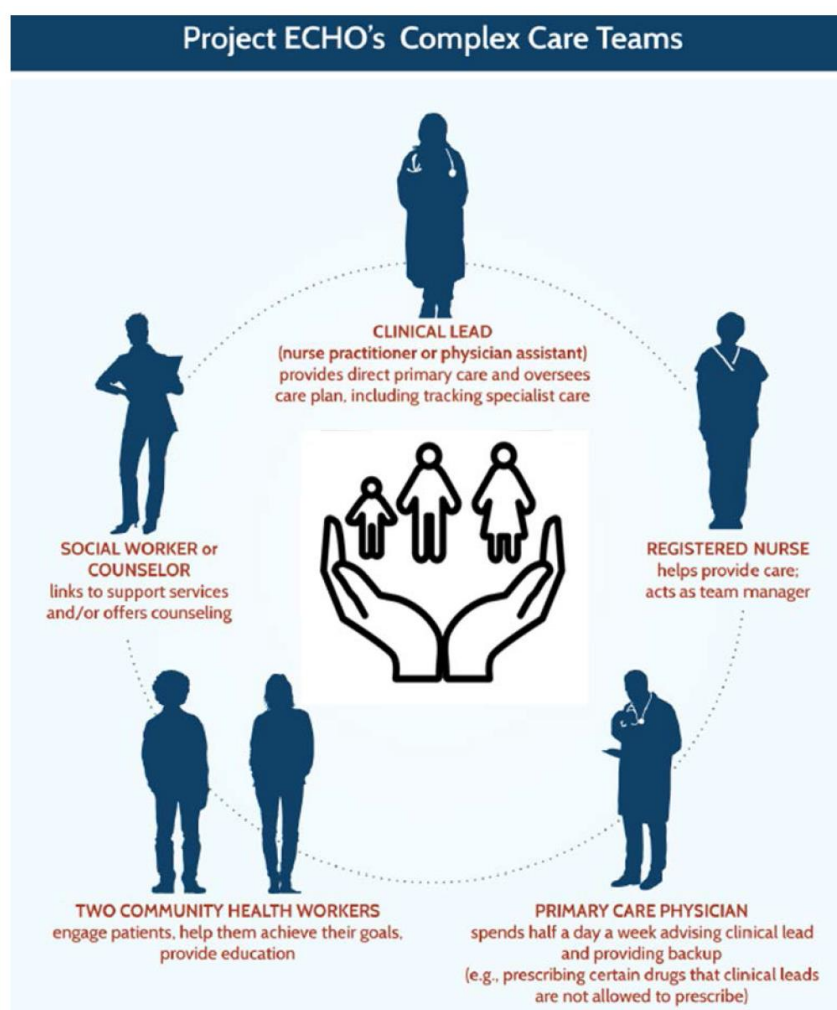 Project ECHO's Complex Care Teams
CLINICAL LEAD
(nurse practitioner or physician assistant)
provides direct primary care and oversees
care plan, including tracking specialist care
SOCIAL WORKER or
COUNSELOR
links to support services
and/or offers counseling
REGISTERED NURSE
helps provide care;
acts as team manager
TWO COMMUNITY HEALTH WORKERS
engage patients, help them achieve their goals,
provide education
PRIMARY CARE PHYSICIAN
spends half a day a week advising clinical lead
and providing backup
(e.g., prescribing certain drugs that clinical leads
are not allowed to prescribe)